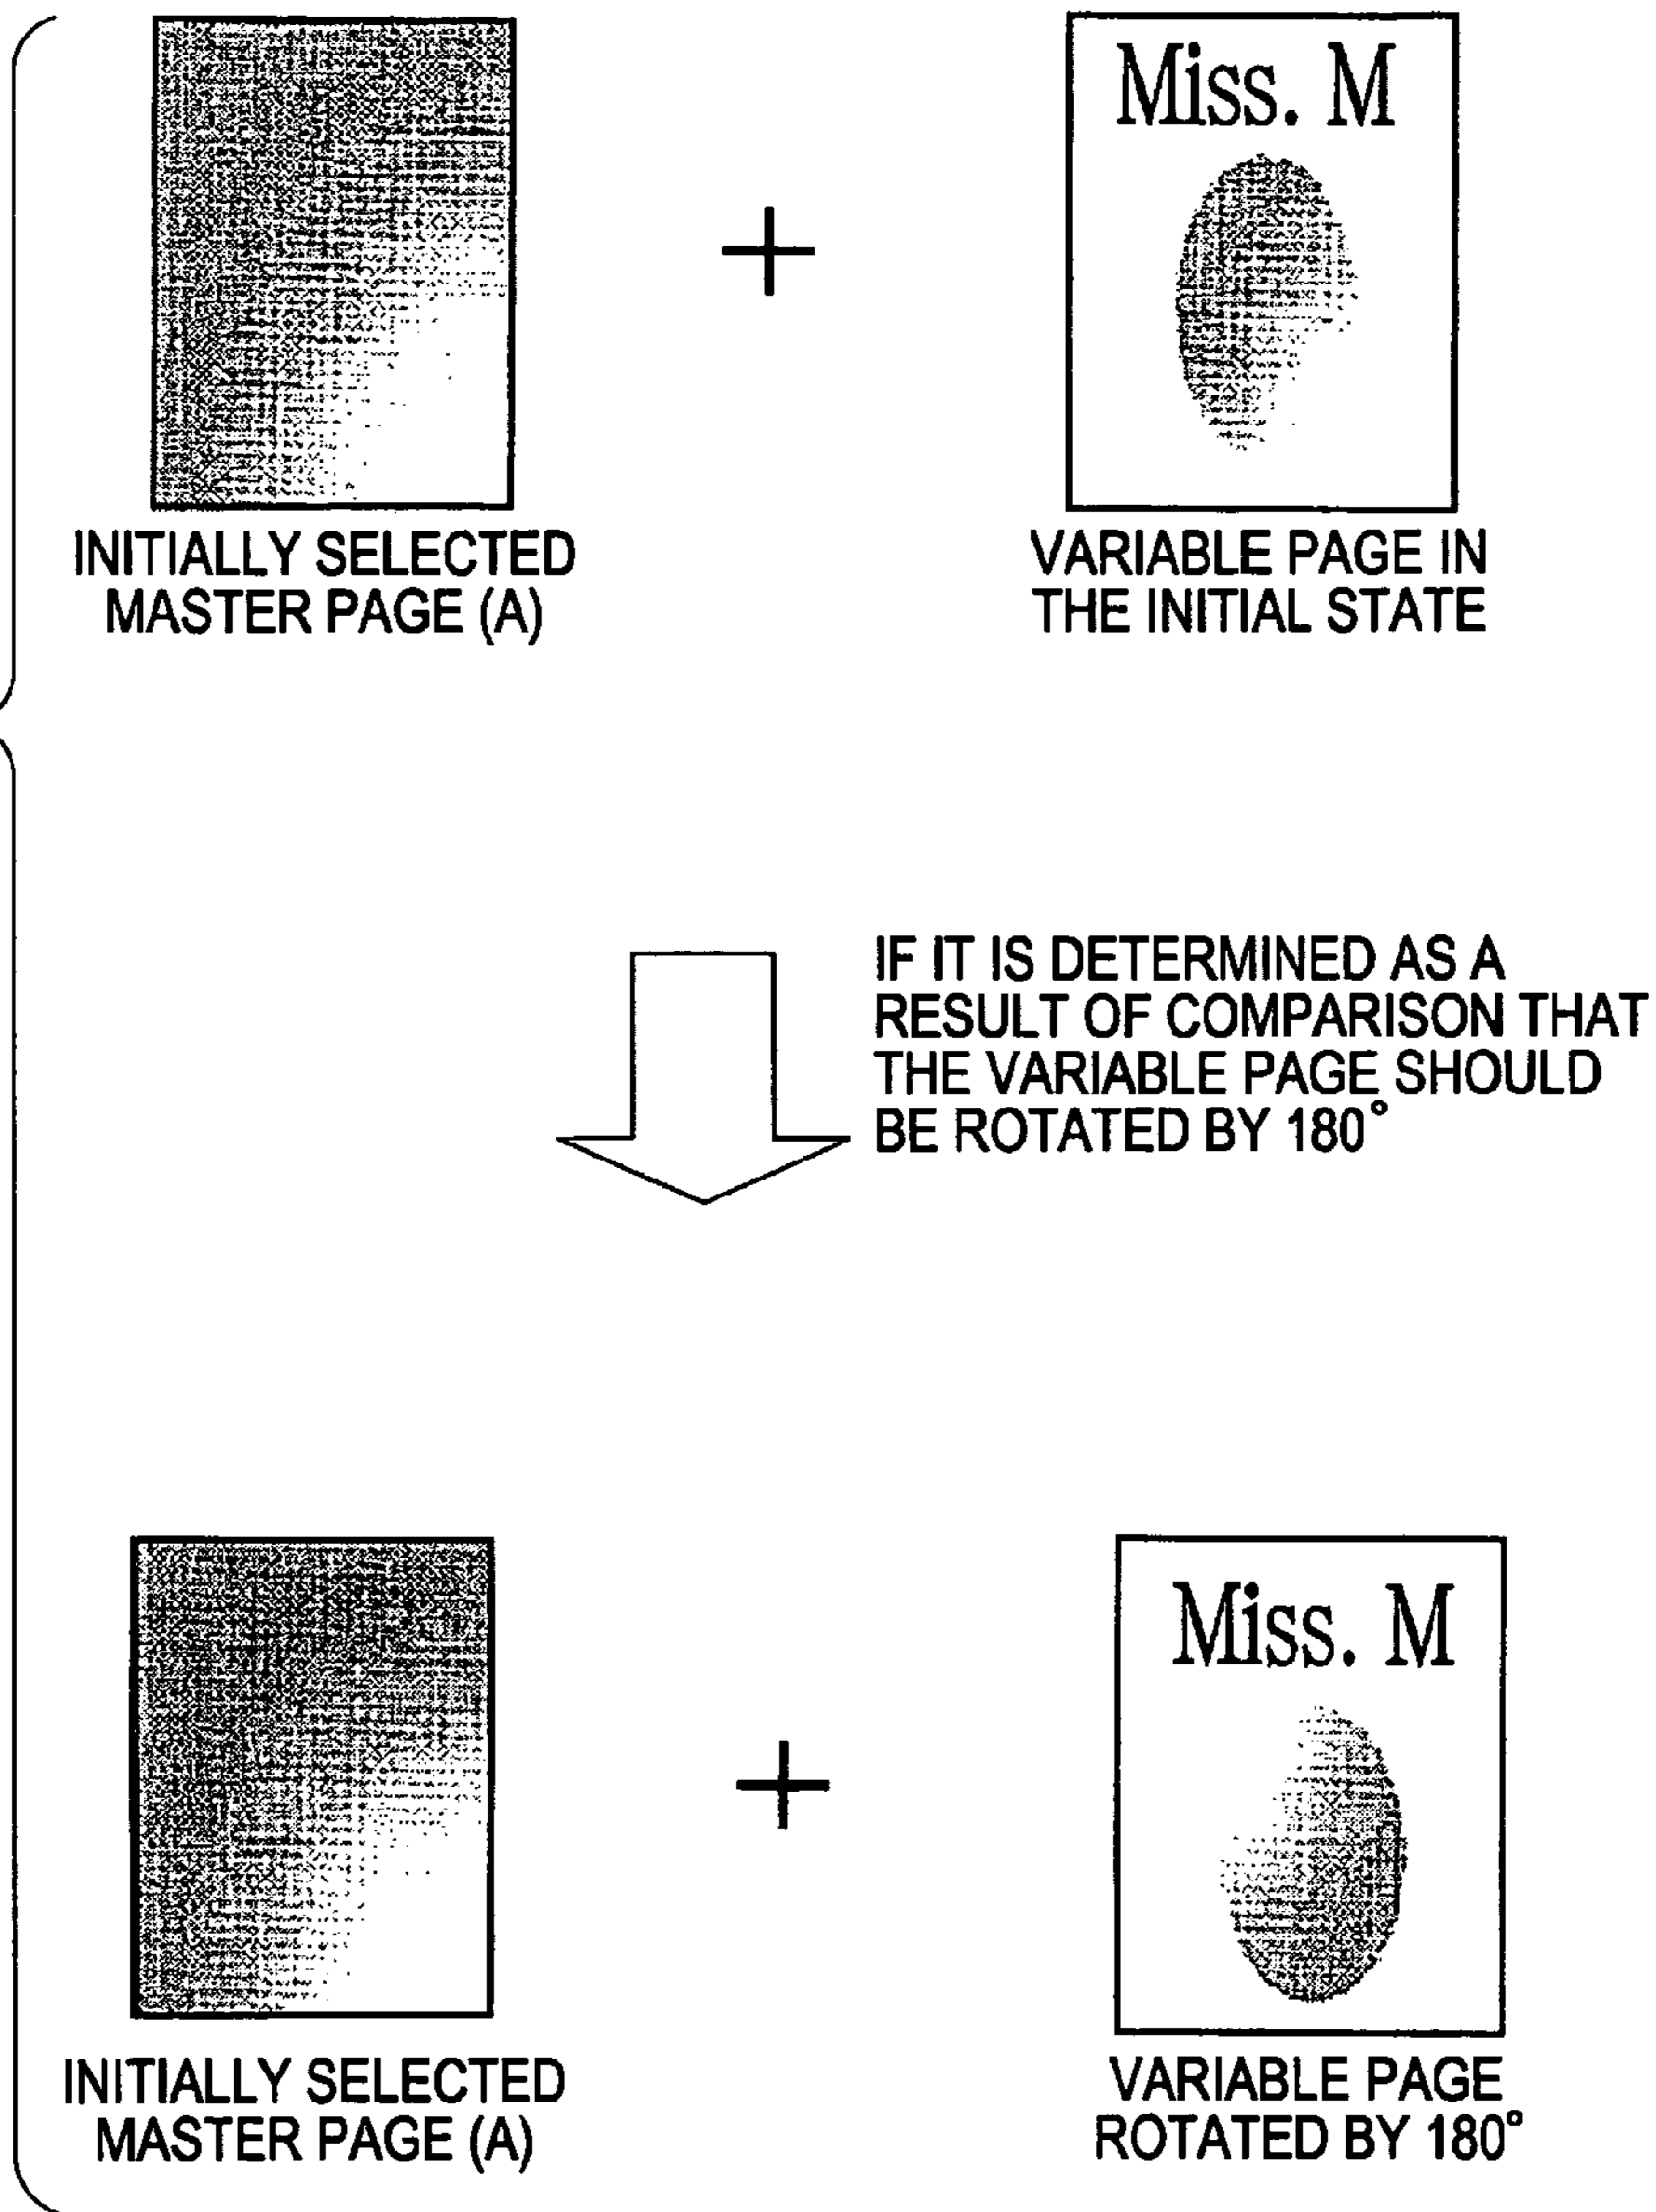 Miss. M
INITIALLY SELECTED
MASTER PAGE (A)
VARIABLE PAGE IN
THE INITIAL STATE
IF IT IS DETERMINED AS A
RESULT OF COMPARISON THAT
THE VARIABLE PAGE SHOULD
BE ROTATED BY 180°
Miss. M
INITIALLY SELECTED
MASTER PAGE (A)
VARIABLE PAGE
ROTATED BY 180°